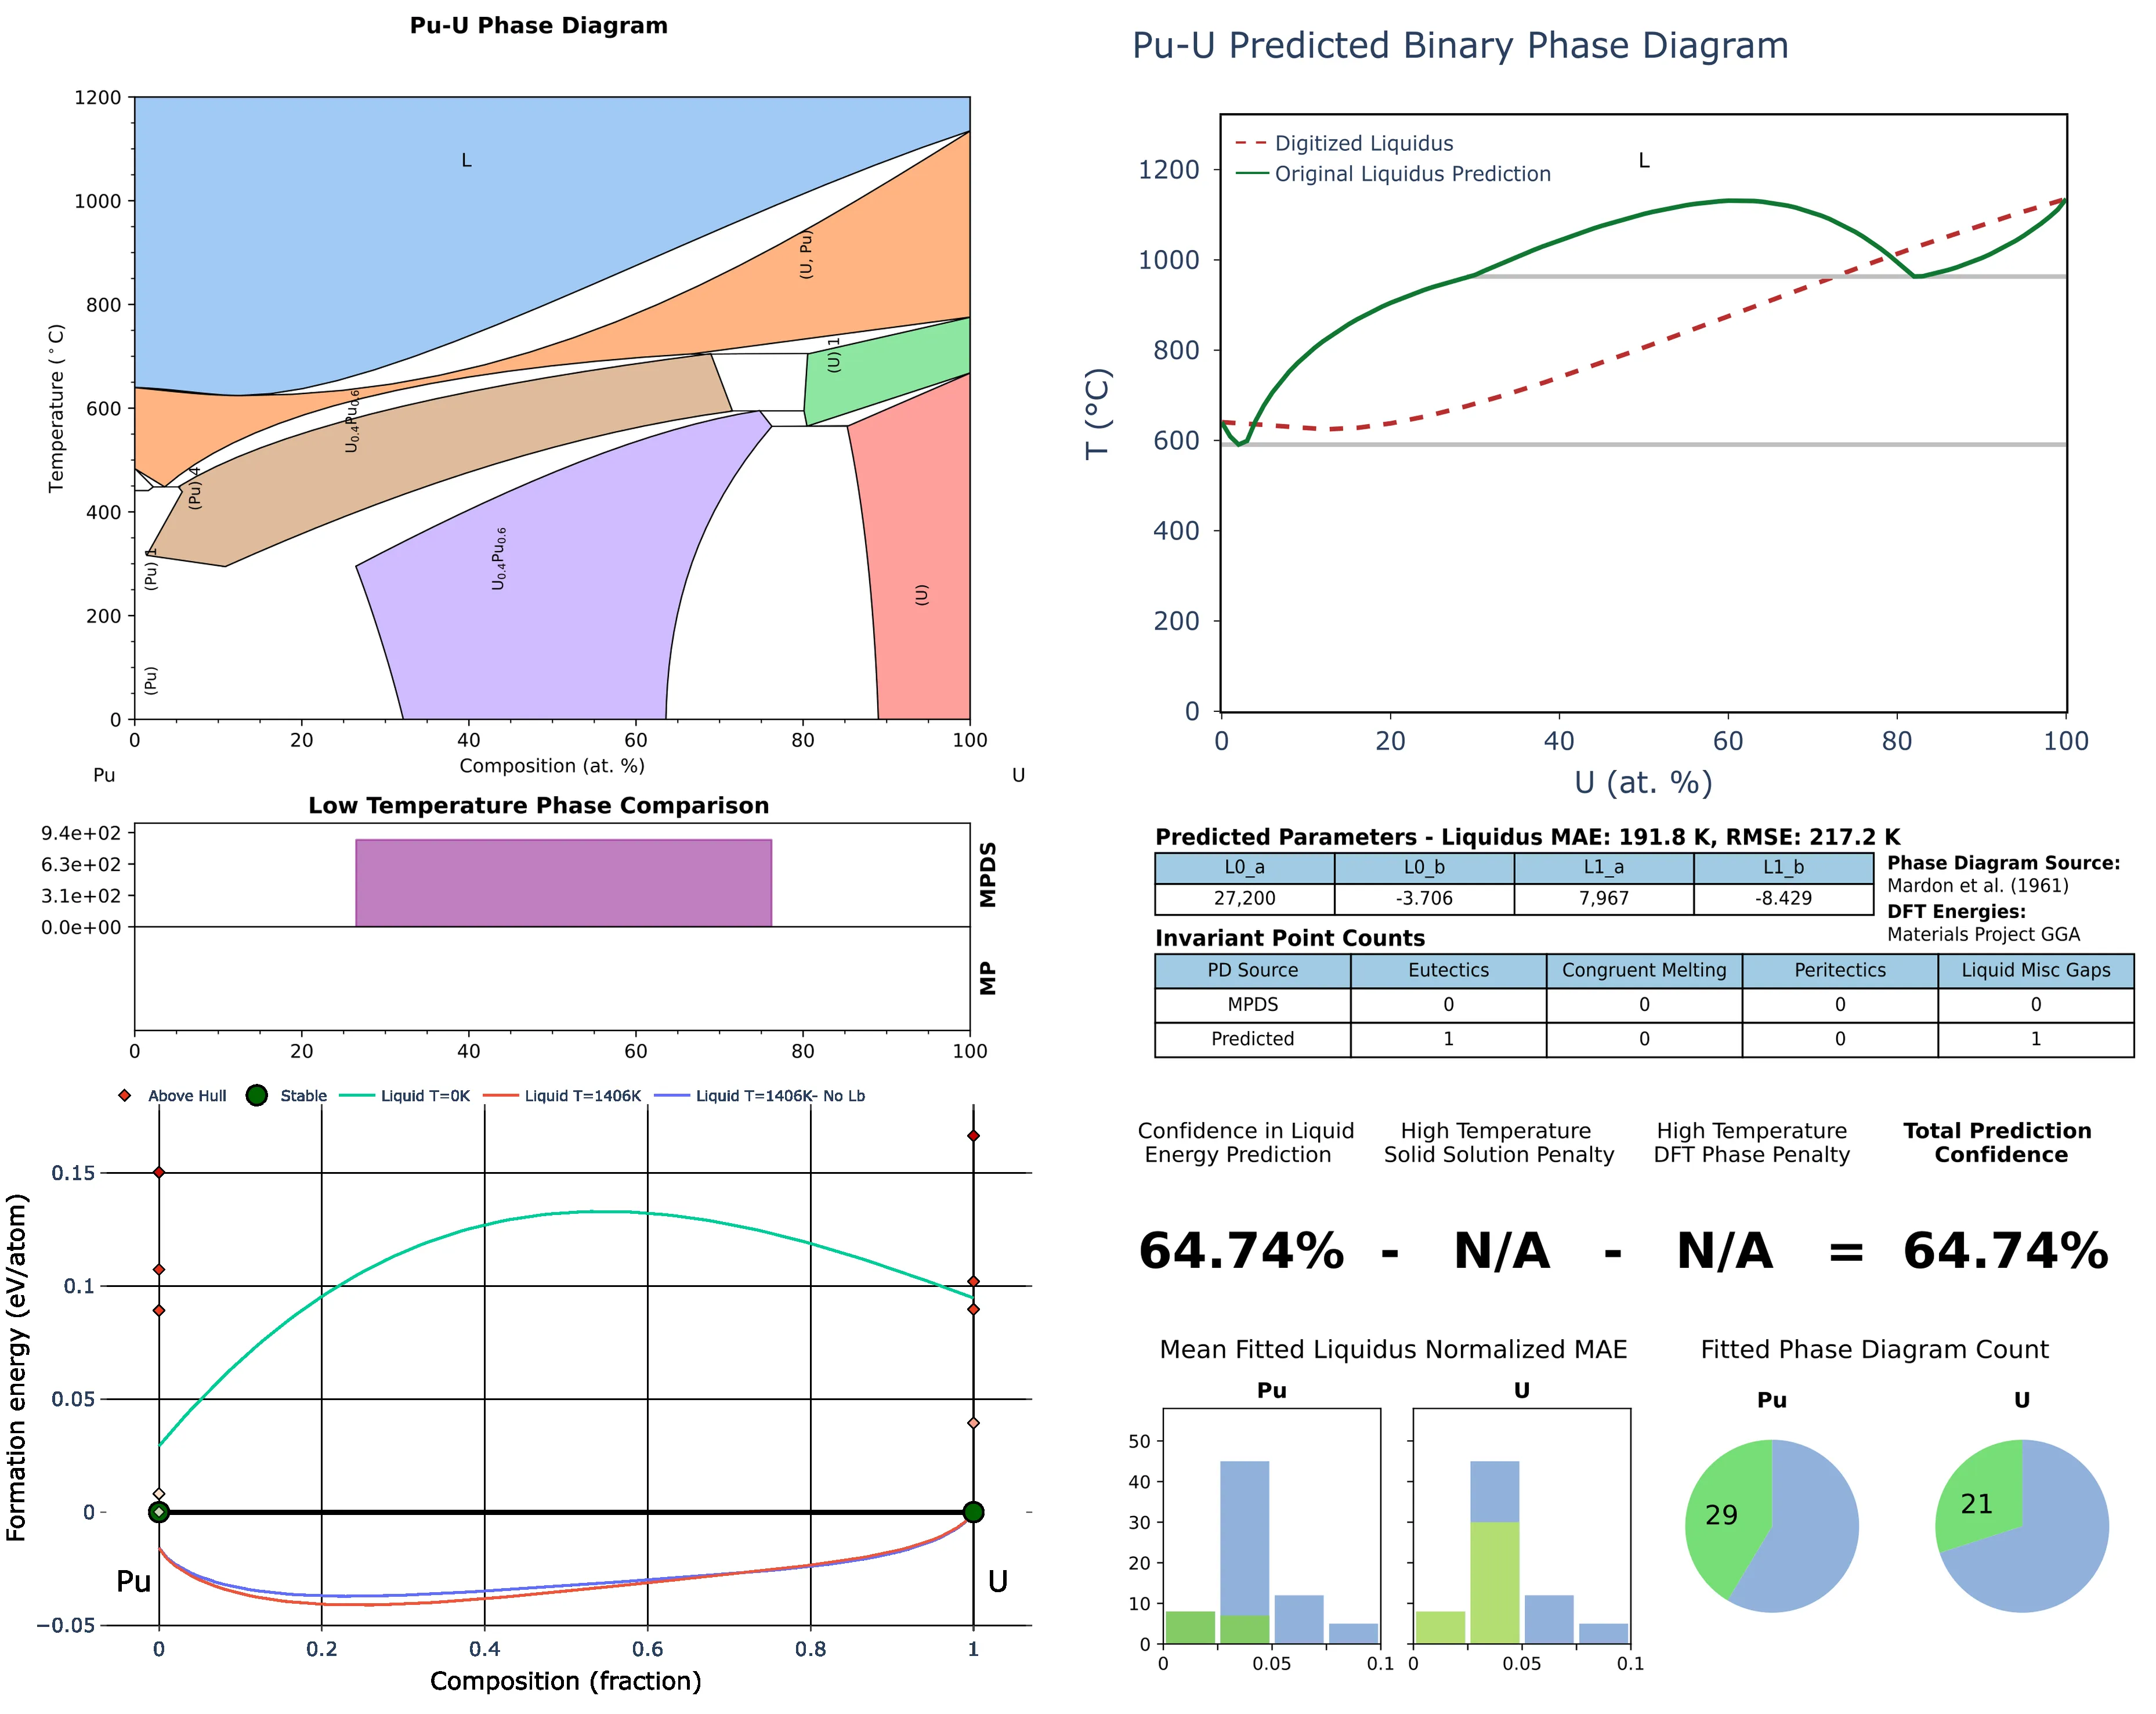 Pu-U Phase Diagram
1200
1000
800
600
400
200
0
Temperature (°C)
L
(U, Pu)
(U) 1
U0.4Pu0.6
(Pu) 4
(Pu) 1
U0.4Pu0.6
(U)
(Pu)
0 20 40 60 80 100
Composition (at. %)
Pu U
Low Temperature Phase Comparison
9.4e+02
6.3e+02
3.1e+02
0.0e+00
MPDS
MP
0 20 40 60 80 100
Above Hull Stable Liquid T=0K Liquid T=1406K Liquid T=1406K- No Lb
0.15
0.1
0.05
0
−0.05
Formation energy (eV/atom)
Pu U
0 0.2 0.4 0.6 0.8 1
Composition (fraction)
Pu-U Predicted Binary Phase Diagram
Digitized Liquidus
Original Liquidus Prediction
L
1200
1000
800
600
400
200
0
T (°C)
0 20 40 60 80 100
U (at. %)
Predicted Parameters - Liquidus MAE: 191.8 K, RMSE: 217.2 K
L0_a L0_b L1_a L1_b
27,200 -3.706 7,967 -8.429
Phase Diagram Source:
Mardon et al. (1961)
DFT Energies:
Materials Project GGA
Invariant Point Counts
PD Source Eutectics Congruent Melting Peritectics Liquid Misc Gaps
MPDS 0 0 0 0
Predicted 1 0 0 1
Confidence in Liquid
Energy Prediction
High Temperature
Solid Solution Penalty
High Temperature
DFT Phase Penalty
Total Prediction
Confidence
64.74% - N/A - N/A = 64.74%
Mean Fitted Liquidus Normalized MAE
Pu U
50
40
30
20
10
0
0 0.05 0.1 0 0.05 0.1
Fitted Phase Diagram Count
Pu U
29 21